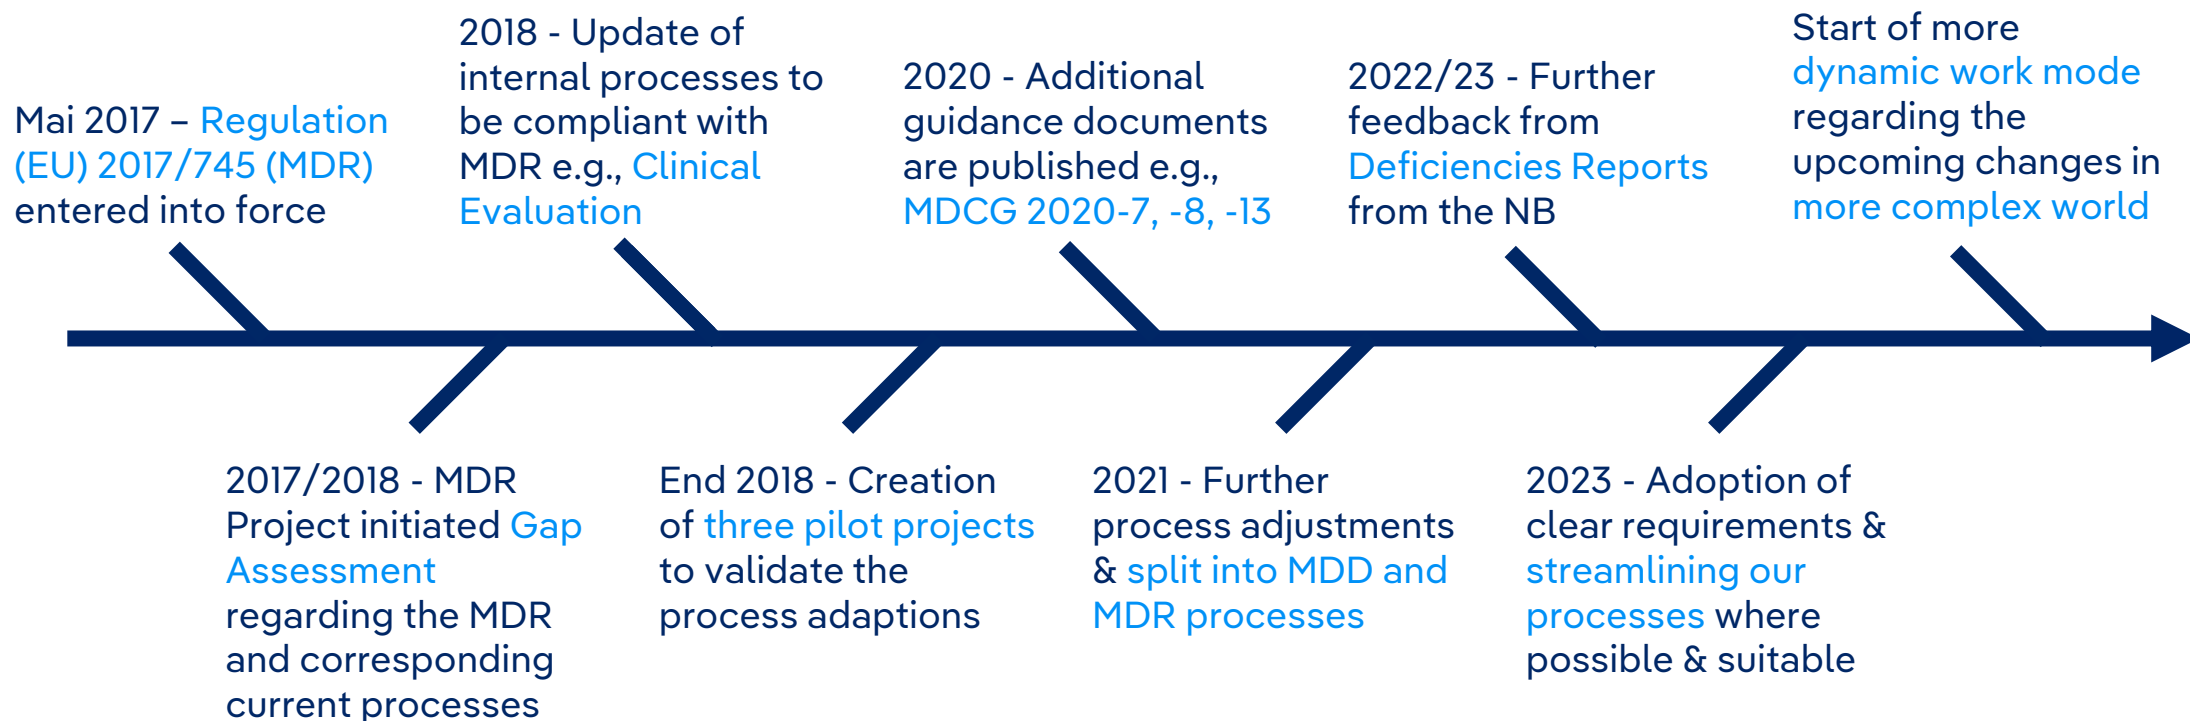 Mai 2017 – Regulation
(EU) 2017/745 (MDR)
entered into force
2017/2018 - MDR
Project initiated Gap
Assessment
regarding the MDR
and corresponding
current processes
2018 - Update of
internal processes to
be compliant with
MDR e.g., Clinical
Evaluation
End 2018 - Creation
of three pilot projects
to validate the
process adaptions
2020 - Additional
guidance documents
are published e.g.,
MDCG 2020-7, -8, -13
2021 - Further
process adjustments
& split into MDD and
MDR processes
2022/23 - Further
feedback from
Deficiencies Reports
from the NB
2023 - Adoption of
clear requirements &
streamlining our
processes where
possible & suitable
Start of more
dynamic work mode
regarding the
upcoming changes in
more complex world